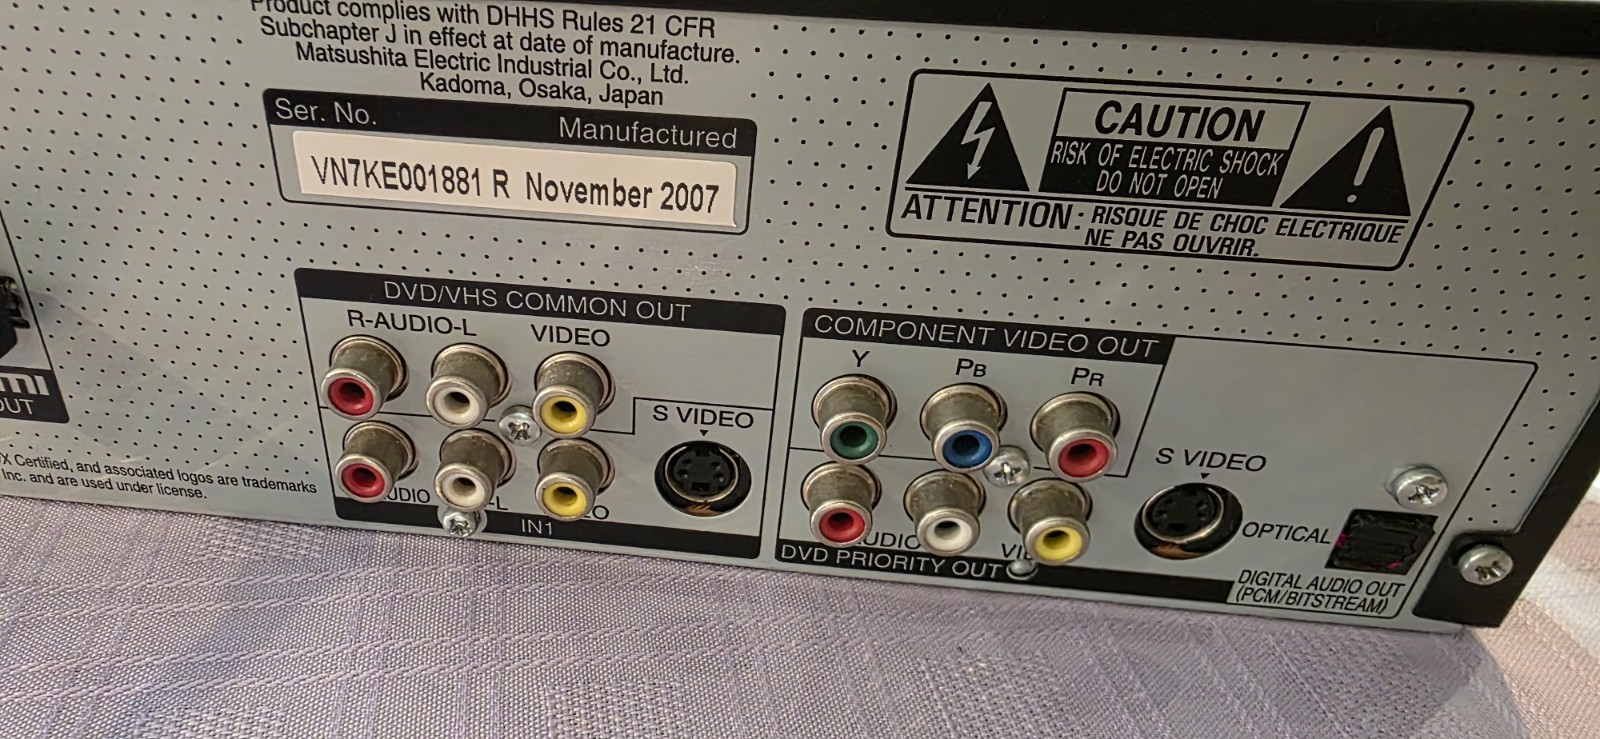 Product complies with DHHS Rules 21 CFR
Subchapter J in effect at date of manufacture.
Matsushita Electric Industrial Co., Ltd.
Kadoma, Osaka, Japan
Ser. No. Manufactured
VN7KE001881 R November 2007
CAUTION
RISK OF ELECTRIC SHOCK
DO NOT OPEN
ATTENTION: RISQUE DE CHOC ELECTRIQUE
NE PAS OUVRIR.
DVD/VHS COMMON OUT
R-AUDIO-L VIDEO
S VIDEO
IN1
COMPONENT VIDEO OUT
Y PB PR
S VIDEO
OPTICAL
DVD PRIORITY OUT
DIGITAL AUDIO OUT
(PCM/BITSTREAM)
OUT
X Certified, and associated logos are trademarks
Inc. and are used under license.